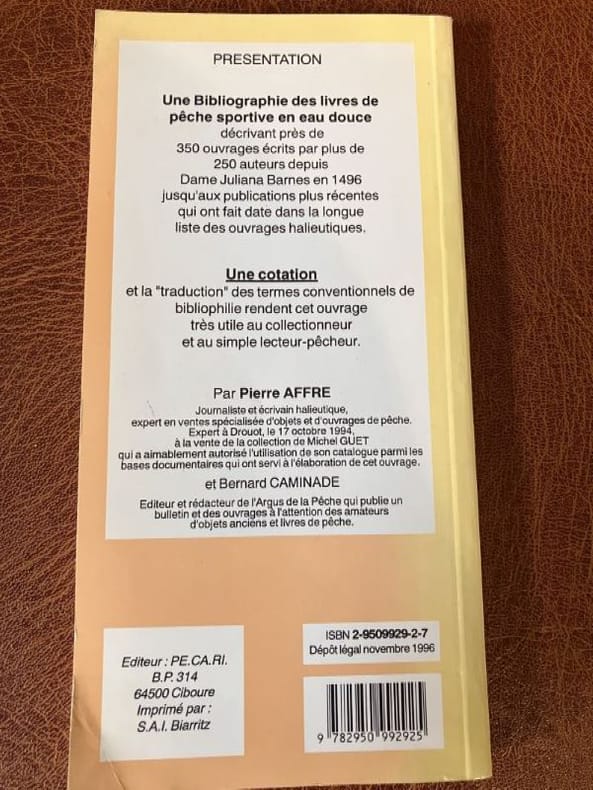 PRESENTATION
Une Bibliographie des livres de
pêche sportive en eau douce
décrivant près de
350 ouvrages écrits par plus de
250 auteurs depuis
Dame Juliana Barnes en 1496
jusqu'aux publications plus récentes
qui ont fait date dans la longue
liste des ouvrages halieutiques.
Une cotation
et la "traduction" des termes conventionnels de
bibliophilie rendent cet ouvrage
très utile au collectionneur
et au simple lecteur-pêcheur.
Par Pierre AFFRE
Journaliste et écrivain halieutique,
expert en ventes spécialisée d'objets et d'ouvrages de pêche.
Expert à Drouot, le 17 octobre 1994,
à la vente de la collection de Michel GUET
qui a aimablement autorisé l'utilisation de son catalogue parmi les
bases documentaires qui ont servi à l'élaboration de cet ouvrage.
et Bernard CAMINADE
Editeur et rédacteur de l'Argus de la Pêche qui publie un
bulletin et des ouvrages à l'attention des amateurs
d'objets anciens et livres de pêche.
Editeur : PE.CA.RI.
B.P. 314
64500 Ciboure
Imprimé par :
S.A.I. Biarritz
ISBN 2-9509929-2-7
Dépôt légal novembre 1996
9 782950 992925